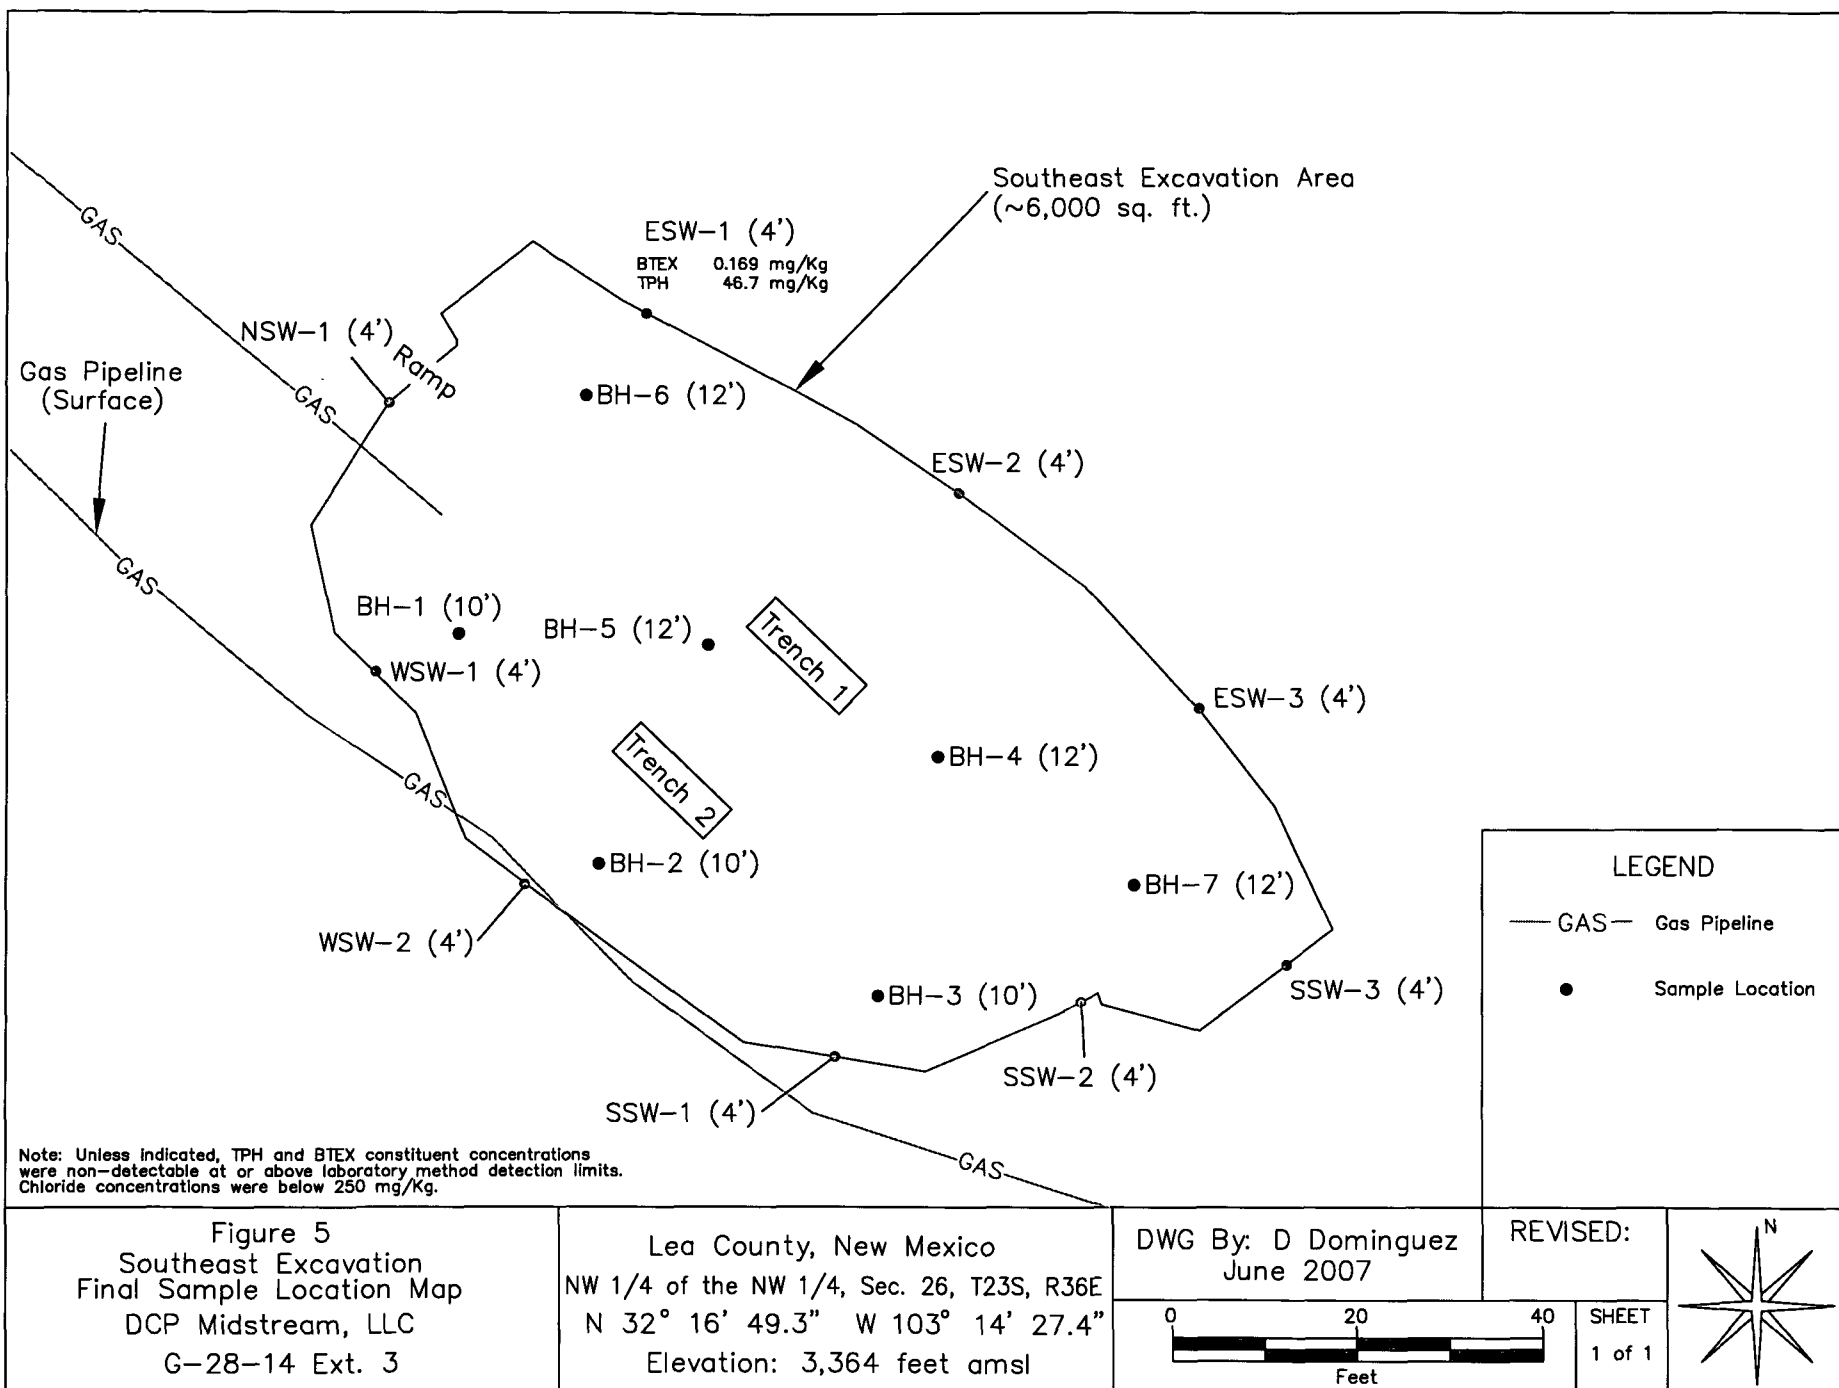 Southeast Excavation Area
(~6,000 sq. ft.)
ESW-1 (4')
BTEX 0.169 mg/Kg
TPH 46.7 mg/Kg
GAS
NSW-1 (4')
Ramp
Gas Pipeline
(Surface)
GAS
BH-6 (12')
ESW-2 (4')
GAS
BH-1 (10')
BH-5 (12')
Trench 1
WSW-1 (4')
ESW-3 (4')
Trench 2
BH-4 (12')
GAS
BH-2 (10')
BH-7 (12')
WSW-2 (4')
BH-3 (10')
SSW-3 (4')
SSW-2 (4')
SSW-1 (4')
GAS
LEGEND
GAS Gas Pipeline
Sample Location
Note: Unless indicated, TPH and BTEX constituent concentrations
were non-detectable at or above laboratory method detection limits.
Chloride concentrations were below 250 mg/Kg.
Figure 5
Southeast Excavation
Final Sample Location Map
DCP Midstream, LLC
G-28-14 Ext. 3
Lea County, New Mexico
NW 1/4 of the NW 1/4, Sec. 26, T23S, R36E
N 32° 16' 49.3" W 103° 14' 27.4"
Elevation: 3,364 feet amsl
DWG By: D Dominguez
June 2007
REVISED:
0 20 40
Feet
SHEET
1 of 1
N